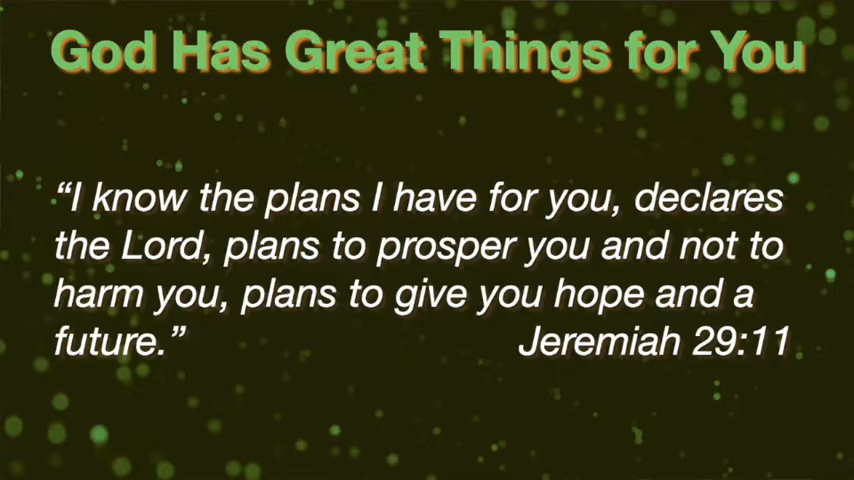 God Has Great Things for You
“I know the plans I have for you, declares
the Lord, plans to prosper you and not to
harm you, plans to give you hope and a
future.” Jeremiah 29:11